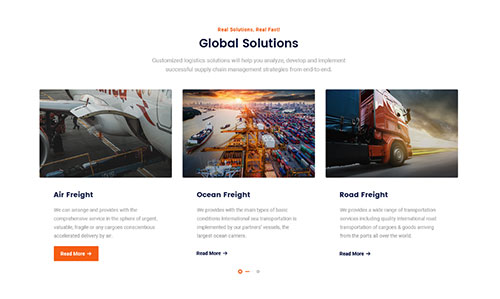 Real Solutions, Real Fast!
Global Solutions
Customized logistics solutions will help you analyze, develop and implement
successful supply chain management strategies from end-to-end.
Air Freight
We can arrange and provides with the
comprehensive service in the sphere of urgent,
valuable, fragile or any cargoes conscientious
accelerated delivery by air.
Read More →
Ocean Freight
We provides with the main types of basic
conditions International sea transportation is
implemented by our partners' vessels, the
largest ocean carriers.
Read More →
Road Freight
We provides a wide range of transportation
services including quality international road
transportation of cargues & goods arriving
from the ports all over the world.
Read More →